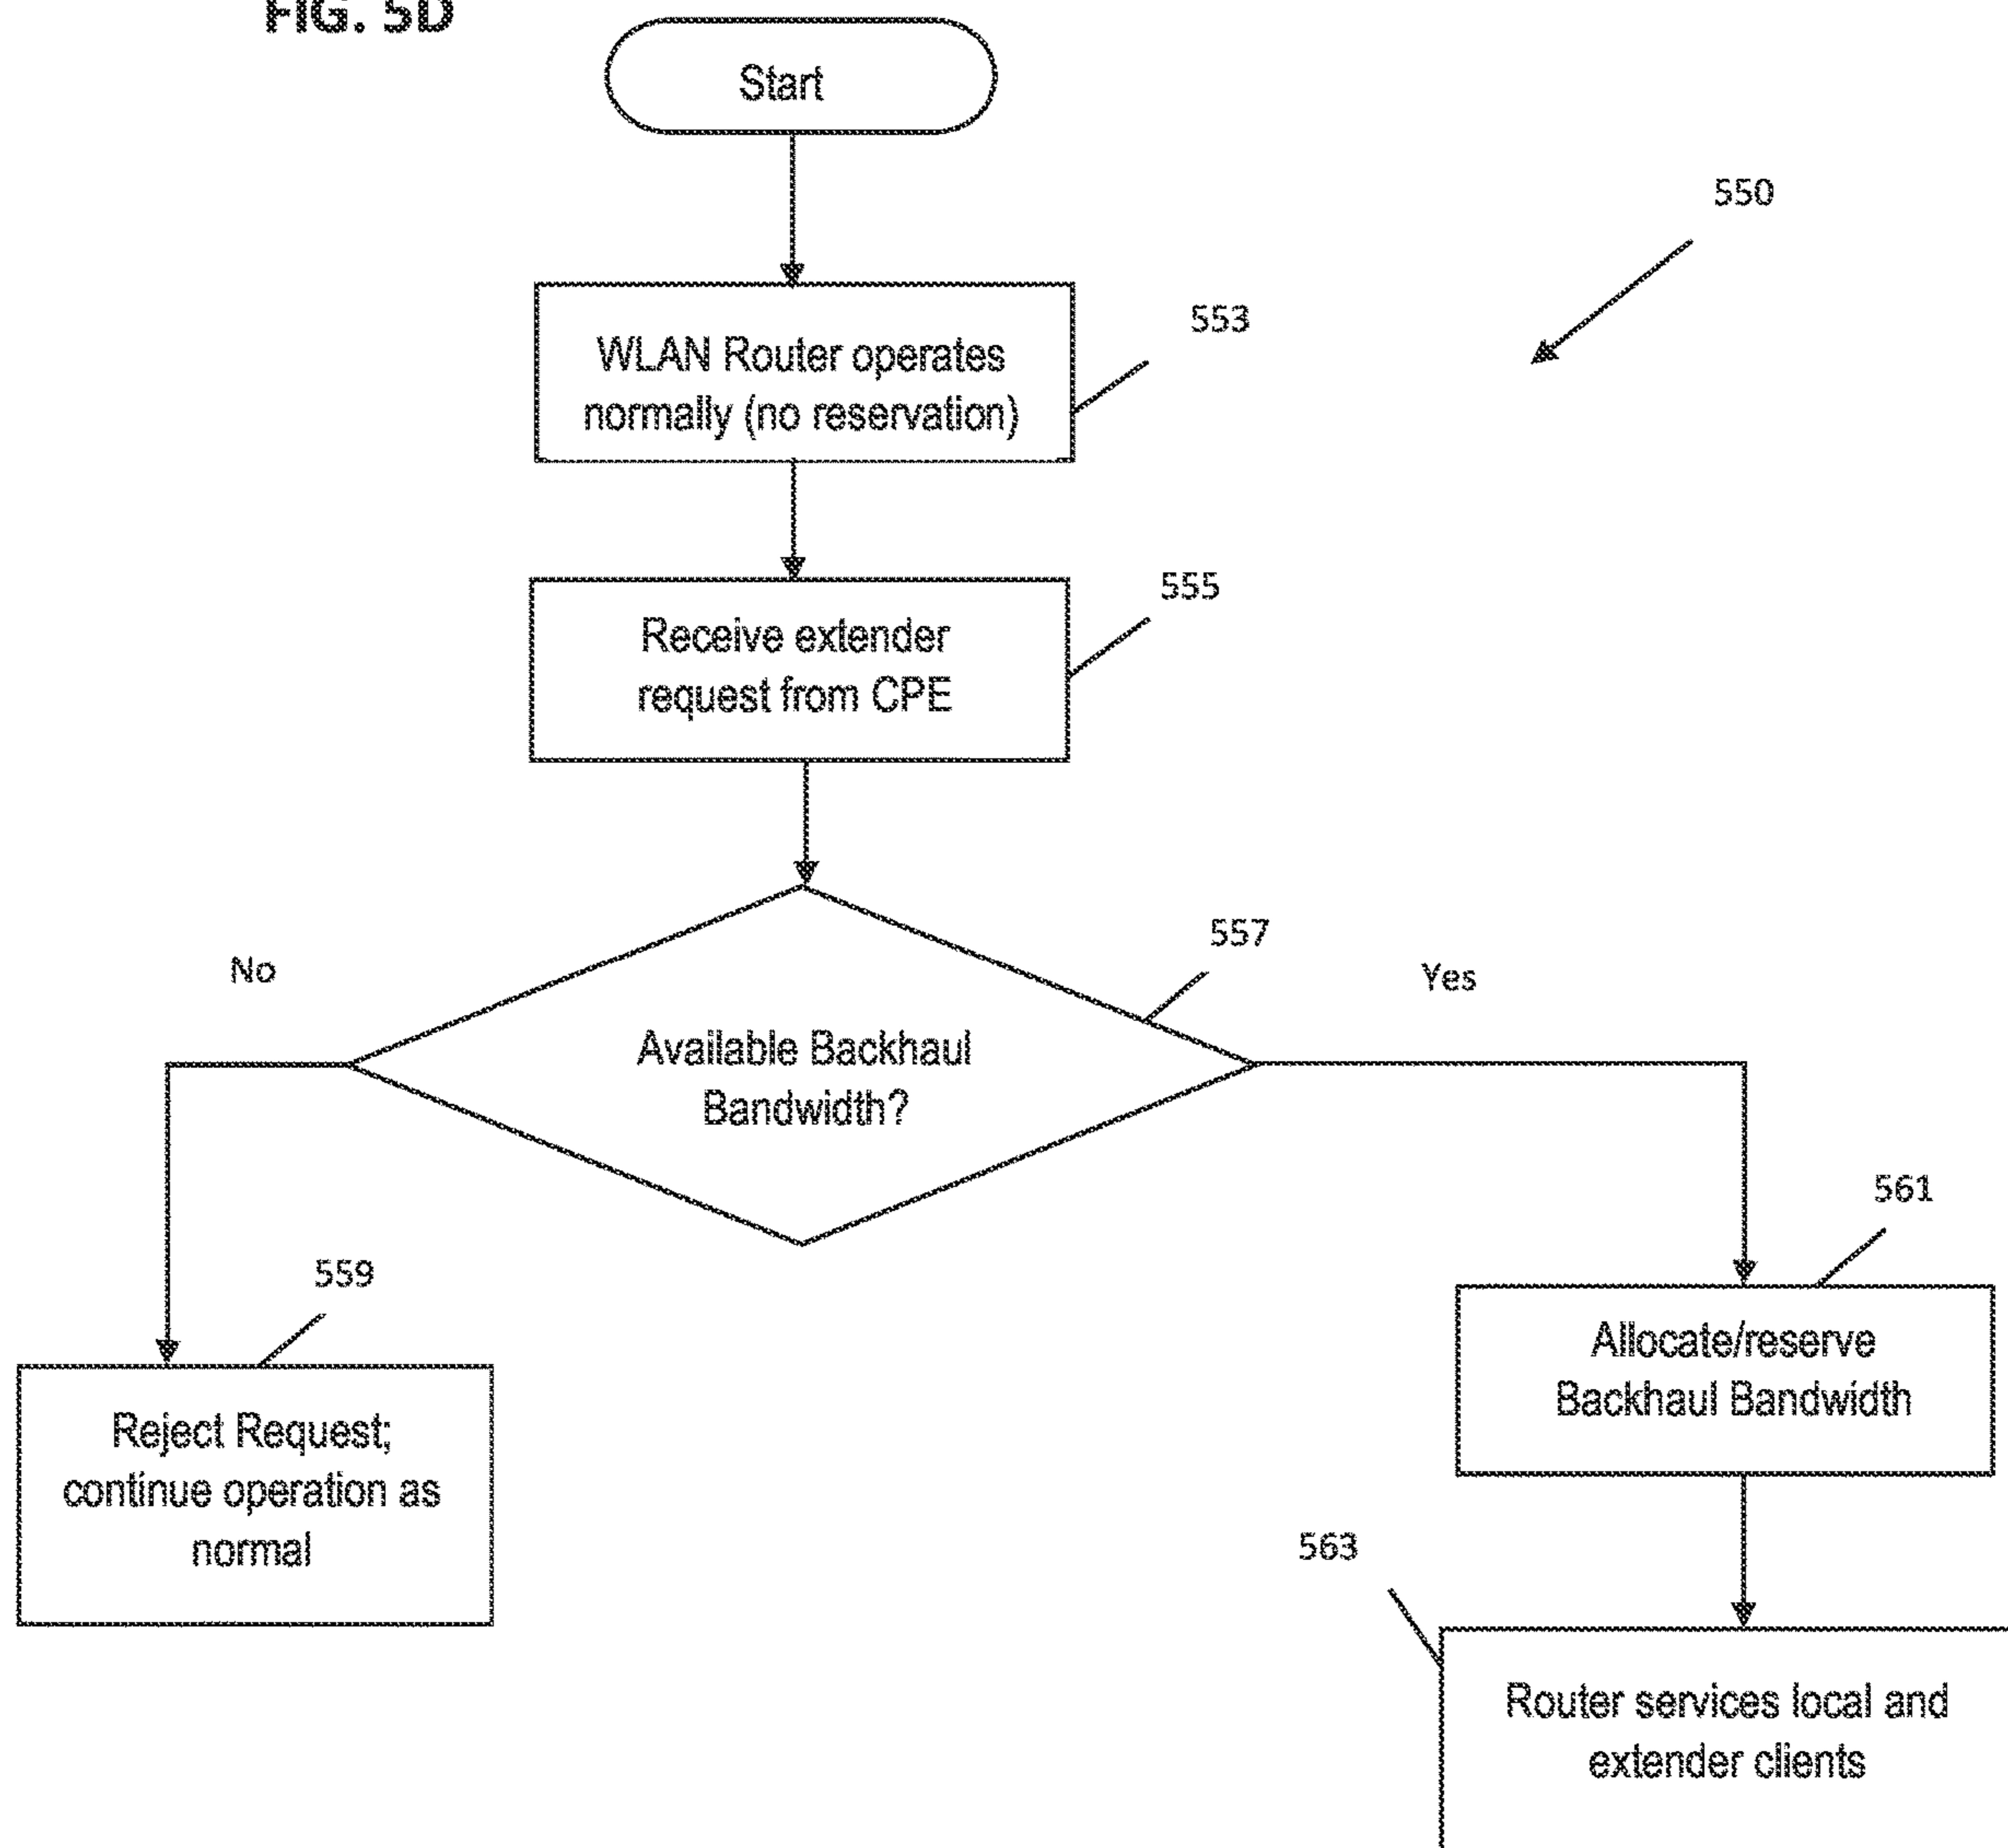 FIG. 5D
Start
550
WLAN Router operates
normally (no reservation)
553
Receive extender
request from CPE
555
Available Backhaul
Bandwidth?
557
No
Yes
559
Reject Request;
continue operation as
normal
561
Allocate/reserve
Backhaul Bandwidth
563
Router services local and
extender clients